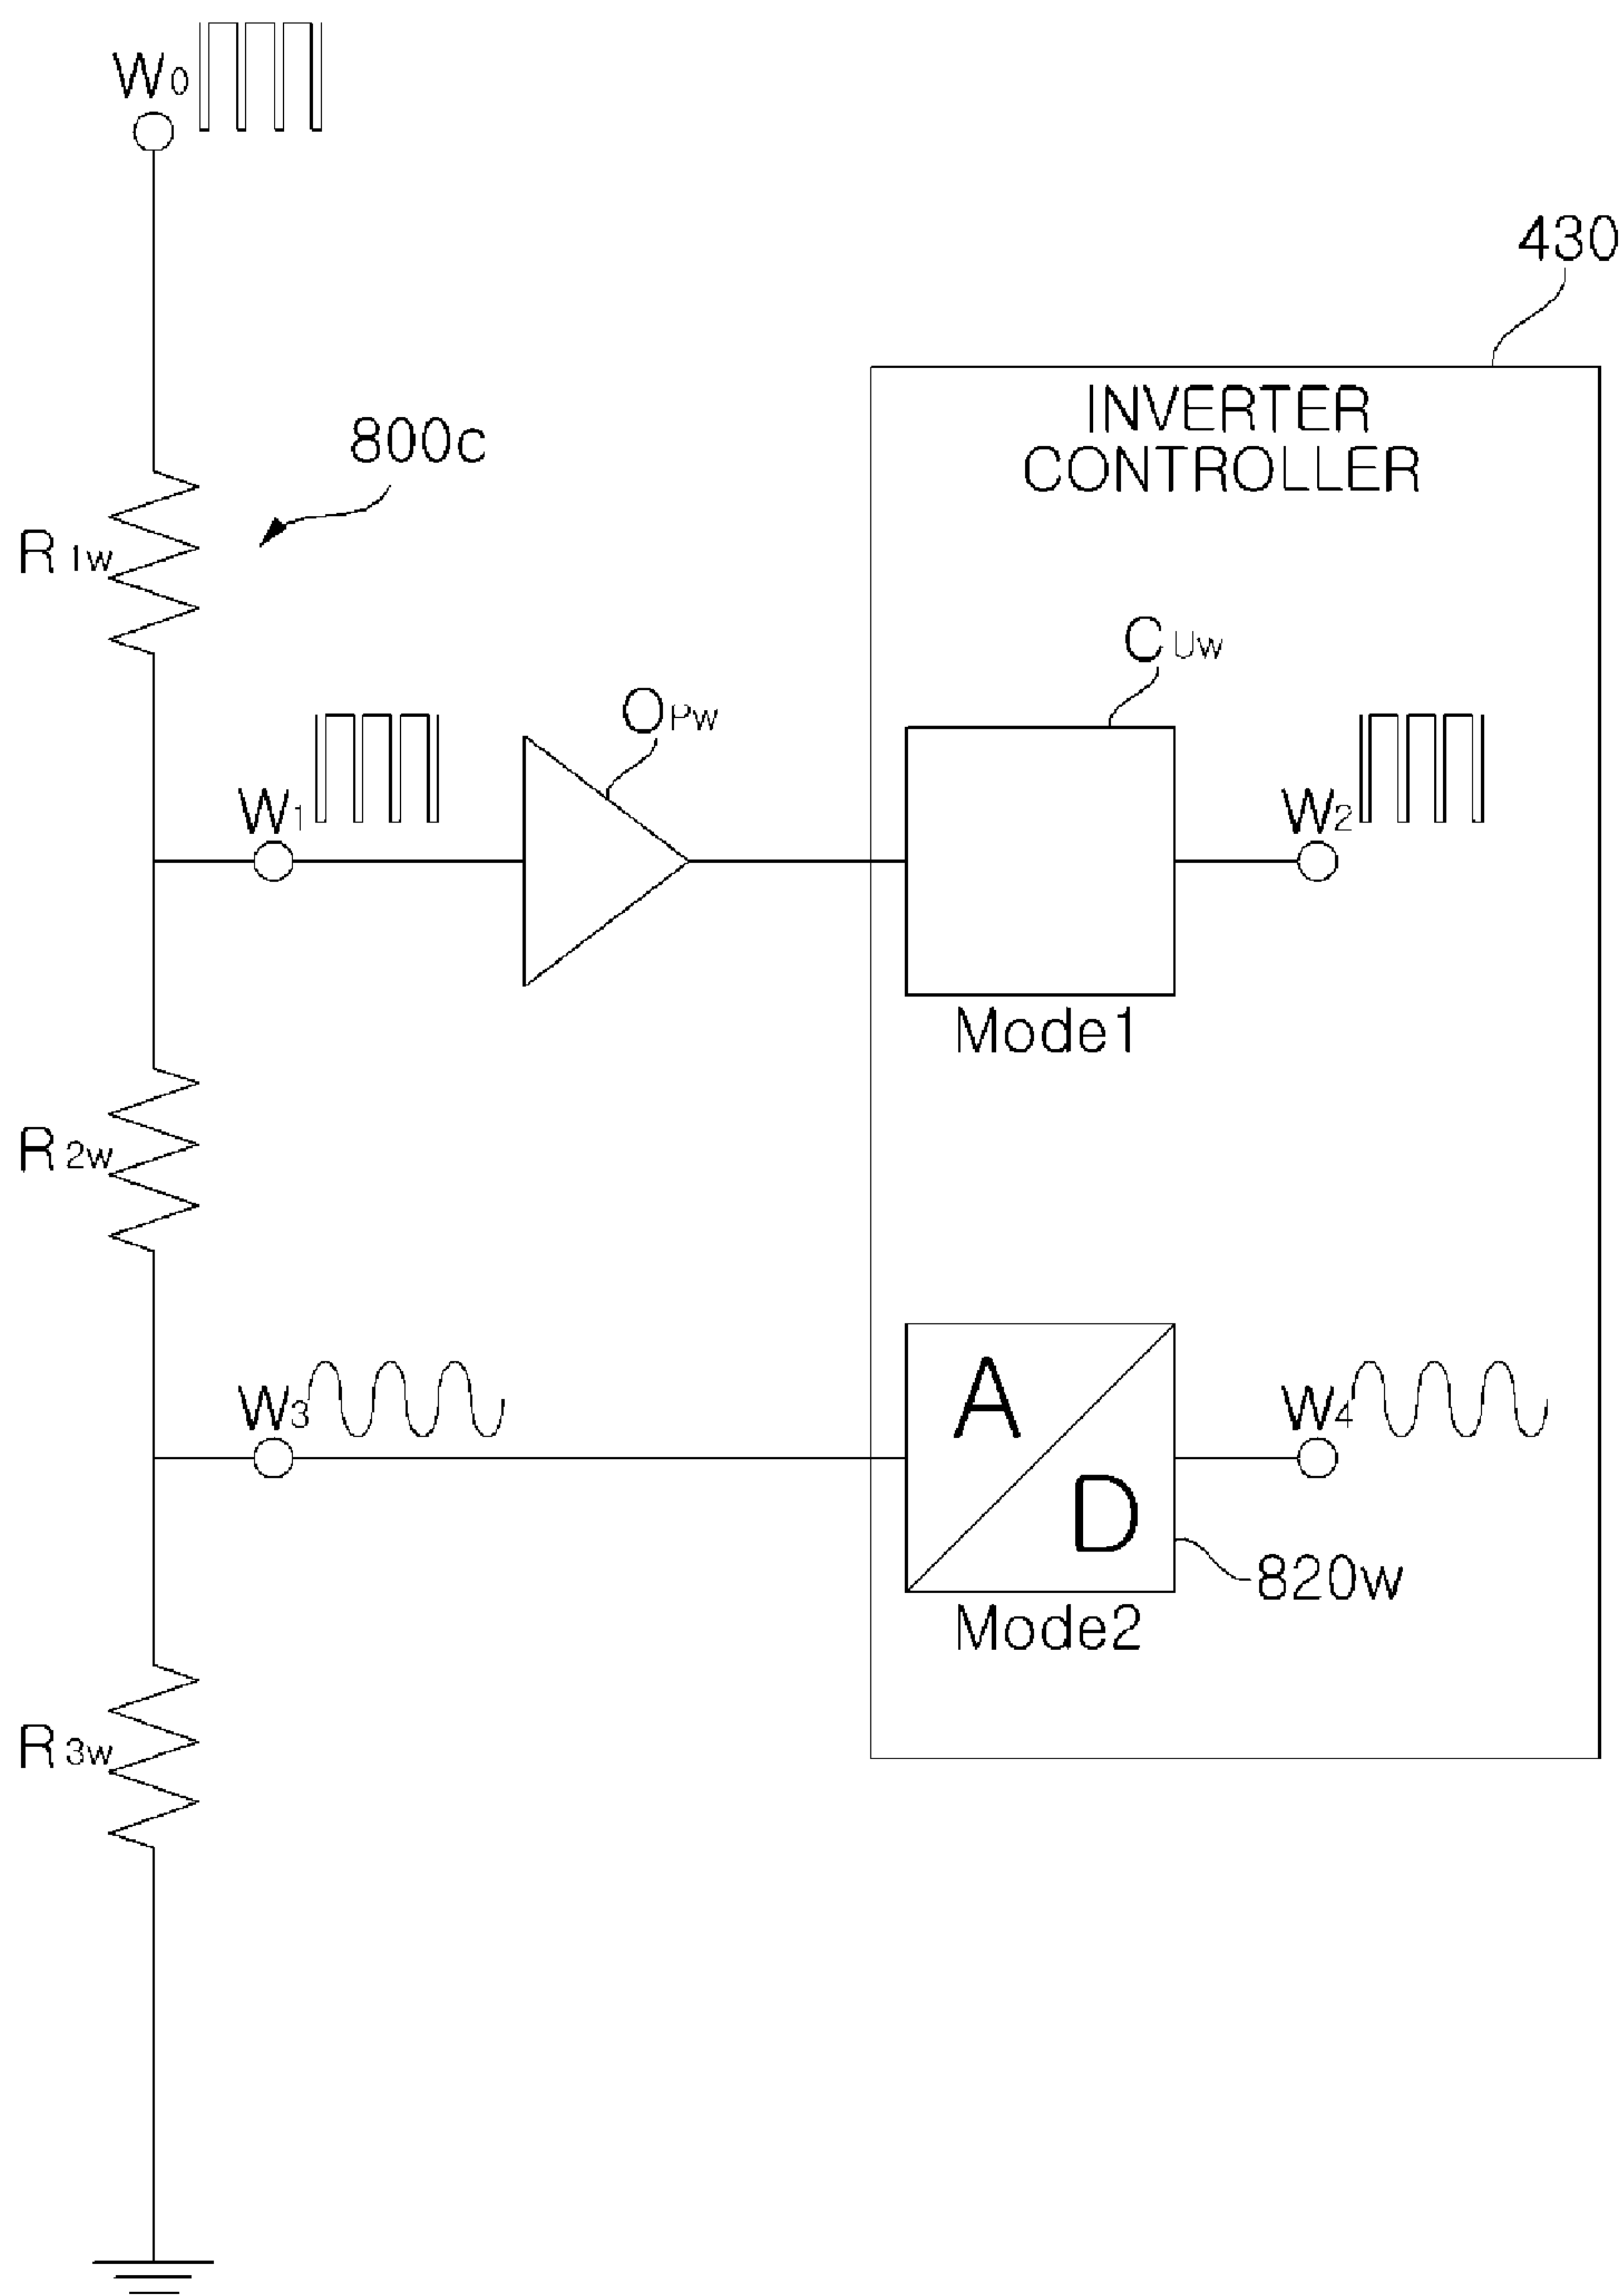 W0
430
INVERTER
CONTROLLER
800c
R1w
CUw
OPw
W1
W2
Mode1
R2w
W3
A
D
W4
820w
Mode2
R3w